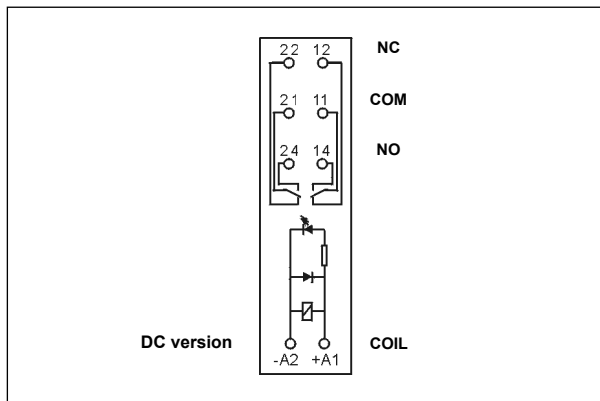 22 12 NC
21 11 COM
24 14 NO
DC version COIL
-A2 +A1